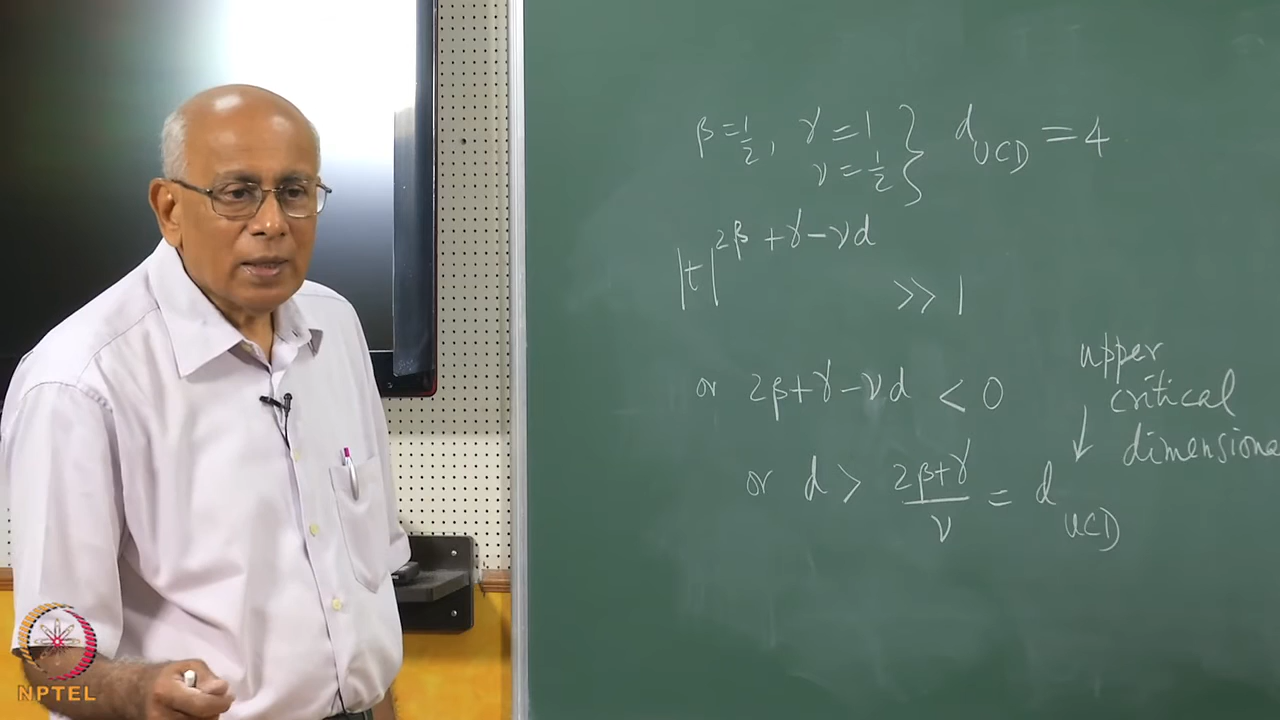 β = 1/2, γ = 1 } d_UCD = 4
ν = 1/2
|t|^{2β + γ − νd} >> 1
or 2β + γ − νd < 0
or d > (2β + γ)/ν = d_UCD
upper
critical
↓ dimensiona
NPTEL